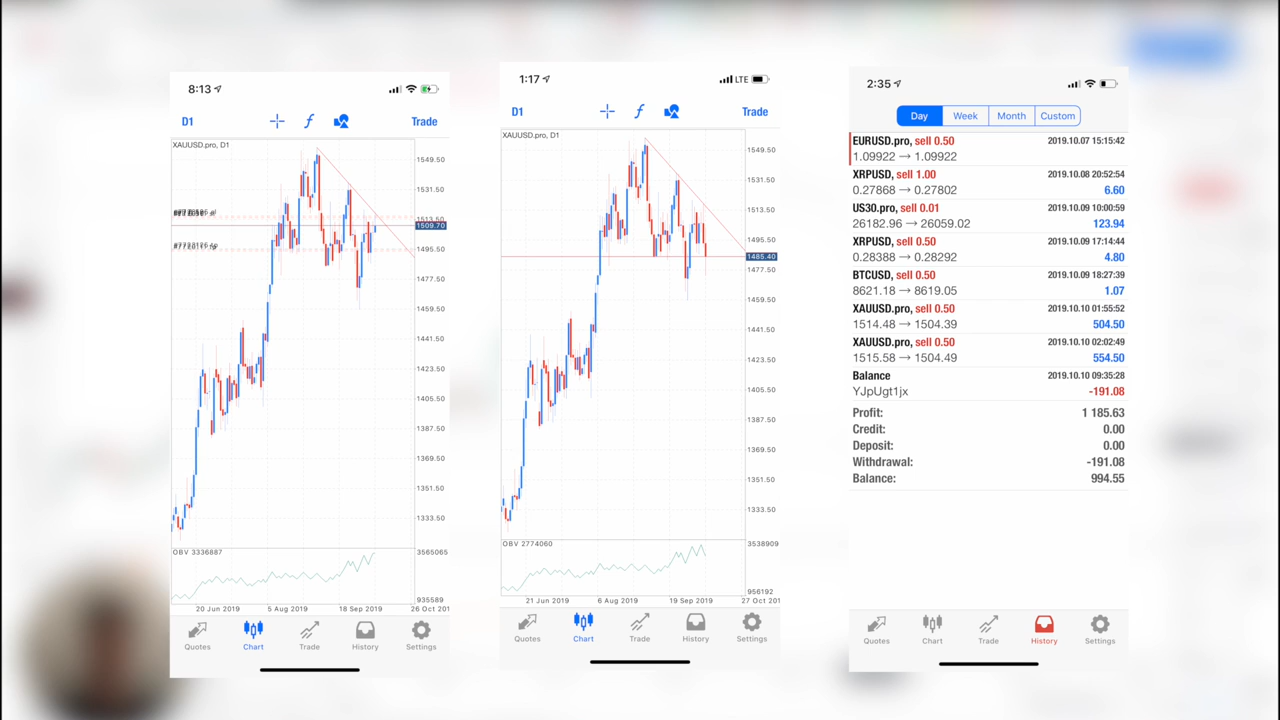 8:13
D1
Trade
XAUUSD.pro, D1
1549.50
1531.50
1513.50
1509.70
1495.50
1477.50
1459.50
1441.50
1423.50
1405.50
1387.50
1369.50
1351.50
1333.50
OBV 3336887
3565065
935589
20 Jun 2019
5 Aug 2019
18 Sep 2019
26 Oct 201
Quotes
Chart
Trade
History
Settings
1:17
LTE
D1
Trade
XAUUSD.pro, D1
1549.50
1531.50
1513.50
1495.50
1485.40
1477.50
1459.50
1441.50
1423.50
1405.50
1387.50
1369.50
1351.50
1333.50
OBV 2774060
3538909
956192
21 Jun 2019
6 Aug 2019
19 Sep 2019
27 Oct 201
Quotes
Chart
Trade
History
Settings
2:35
Day Week Month Custom
EURUSD.pro, sell 0.50 2019.10.07 15:15:42
1.09922 → 1.09922
XRPUSD, sell 1.00 2019.10.08 20:52:54
0.27868 → 0.27802 6.60
US30.pro, sell 0.01 2019.10.09 10:00:59
26182.96 → 26059.02 123.94
XRPUSD, sell 0.50 2019.10.09 17:14:44
0.28388 → 0.28292 4.80
BTCUSD, sell 0.50 2019.10.09 18:27:39
8621.18 → 8619.05 1.07
XAUUSD.pro, sell 0.50 2019.10.10 01:55:52
1514.48 → 1504.39 504.50
XAUUSD.pro, sell 0.50 2019.10.10 02:02:49
1515.58 → 1504.49 554.50
Balance 2019.10.10 09:35:28
YJpUgt1jx -191.08
Profit: 1 185.63
Credit: 0.00
Deposit: 0.00
Withdrawal: -191.08
Balance: 994.55
Quotes
Chart
Trade
History
Settings